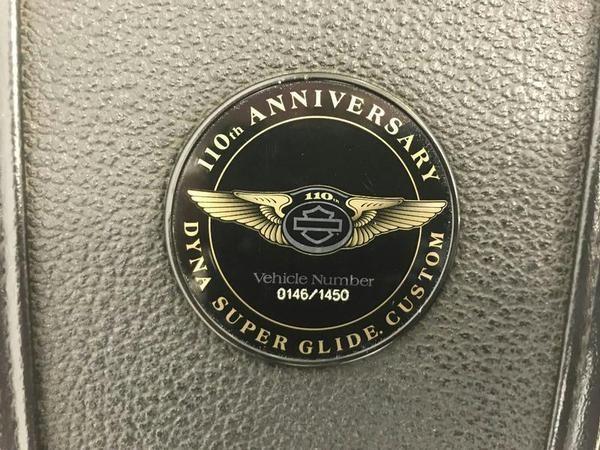 110th ANNIVERSARY
110th
Vehicle Number
0146/1450
DYNA SUPER GLIDE. CUSTOM